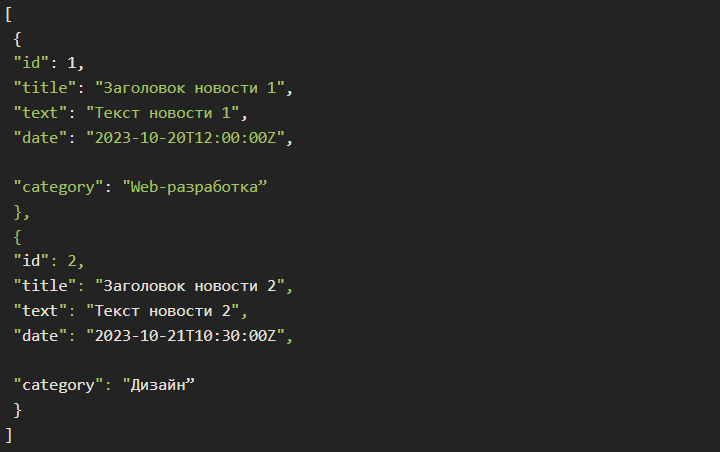 [
{
"id": 1,
"title": "Заголовок новости 1",
"text": "Текст новости 1",
"date": "2023-10-20T12:00:00Z",
"category": "Web-разработка”
},
{
"id": 2,
"title": "Заголовок новости 2",
"text": "Текст новости 2",
"date": "2023-10-21T10:30:00Z",
"category": "Дизайн”
}
]